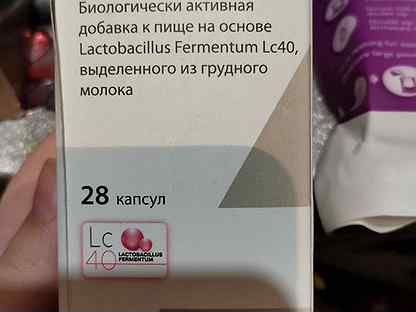 Биологически активная
добавка к пище на основе
Lactobacillus Fermentum Lc40,
выделенного из грудного
молока
28 капсул
Lc
40
LACTOBACILLUS
FERMENTUM